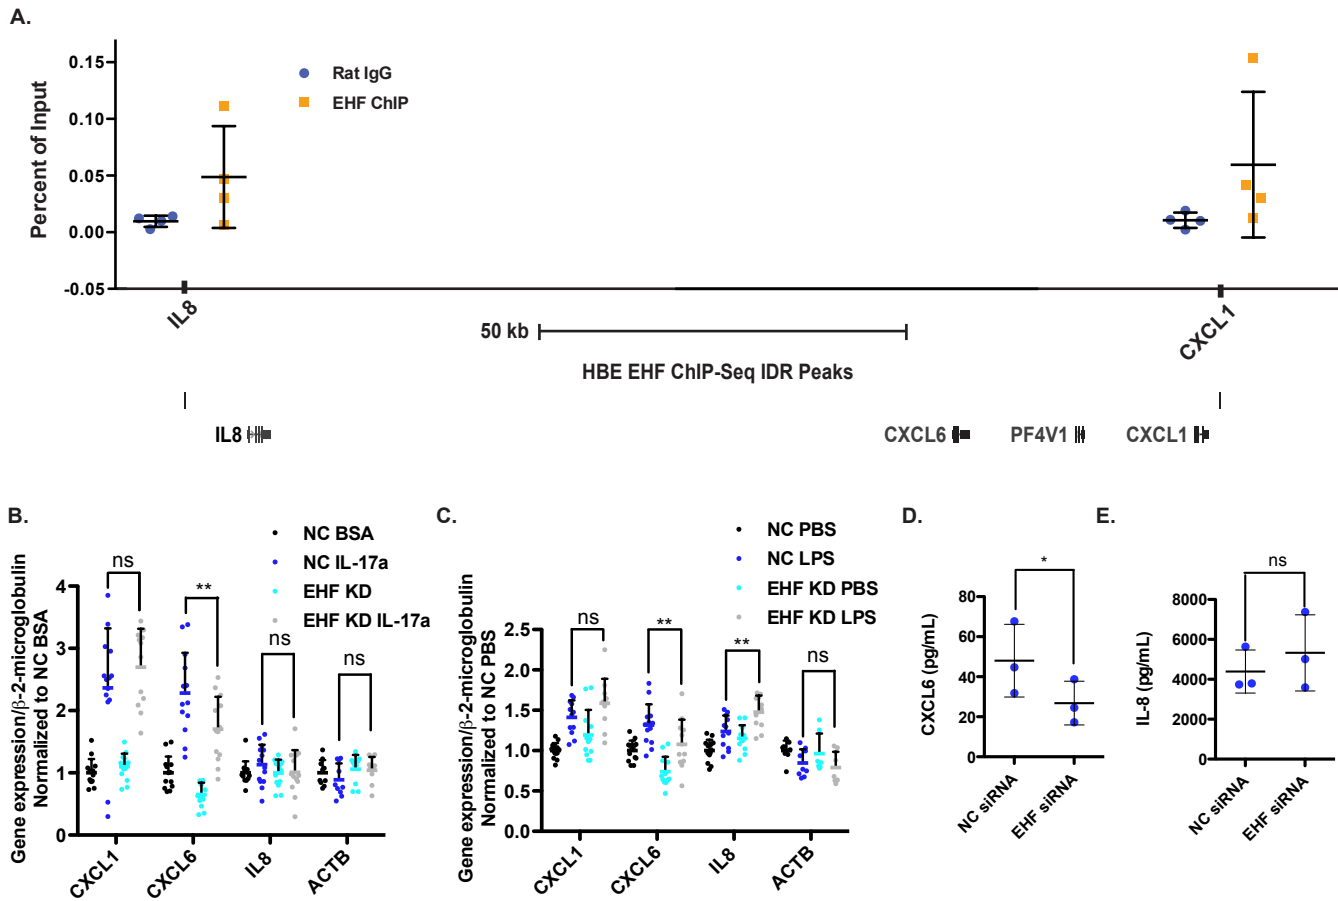 A.
0.15
0.10
0.05
0.00
-0.05
Percent of Input
Rat IgG
EHF ChIP
IL8
CXCL1
50 kb
HBE EHF ChIP-Seq IDR Peaks
IL8
CXCL6
PF4V1
CXCL1
B.
NC BSA
NC IL-17a
EHF KD
EHF KD IL-17a
Gene expression/β-2-microglobulin
Normalized to NC BSA
4
3
2
1
0
ns
**
ns
ns
CXCL1
CXCL6
IL8
ACTB
C.
NC PBS
NC LPS
EHF KD PBS
EHF KD LPS
Gene expression/β-2-microglobulin
Normalized to NC PBS
2.5
2.0
1.5
1.0
0.5
0.0
ns
**
**
ns
CXCL1
CXCL6
IL8
ACTB
D.
CXCL6 (pg/mL)
80
60
40
20
0
*
NC siRNA
EHF siRNA
E.
IL-8 (pg/mL)
8000
6000
4000
2000
0
ns
NC siRNA
EHF siRNA